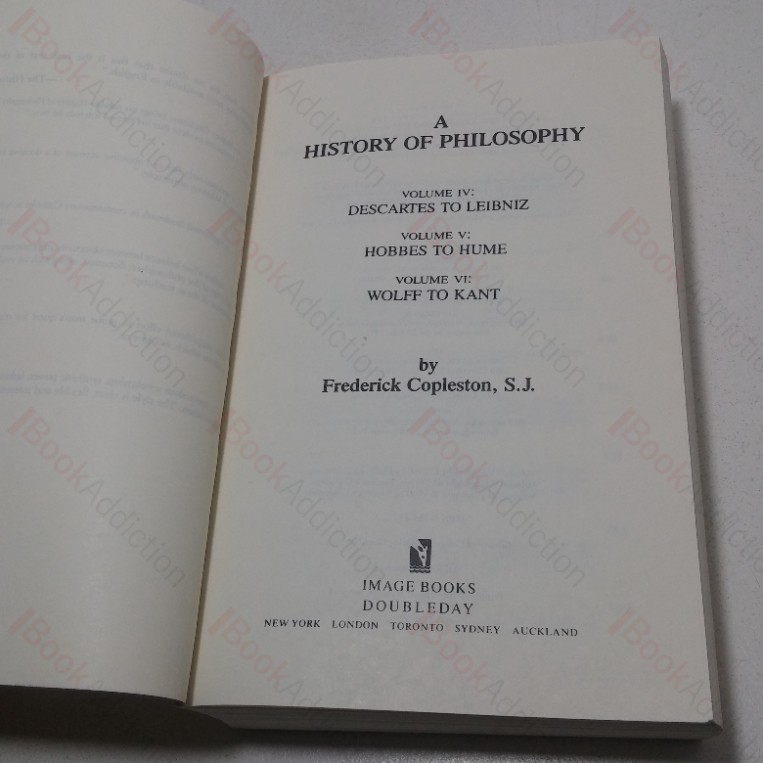 A
HISTORY OF PHILOSOPHY
VOLUME IV:
DESCARTES TO LEIBNIZ
VOLUME V:
HOBBES TO HUME
VOLUME VI:
WOLFF TO KANT
by
Frederick Copleston, S.J.
IMAGE BOOKS
DOUBLEDAY
NEW YORK LONDON TORONTO SYDNEY AUCKLAND
BookAddiction